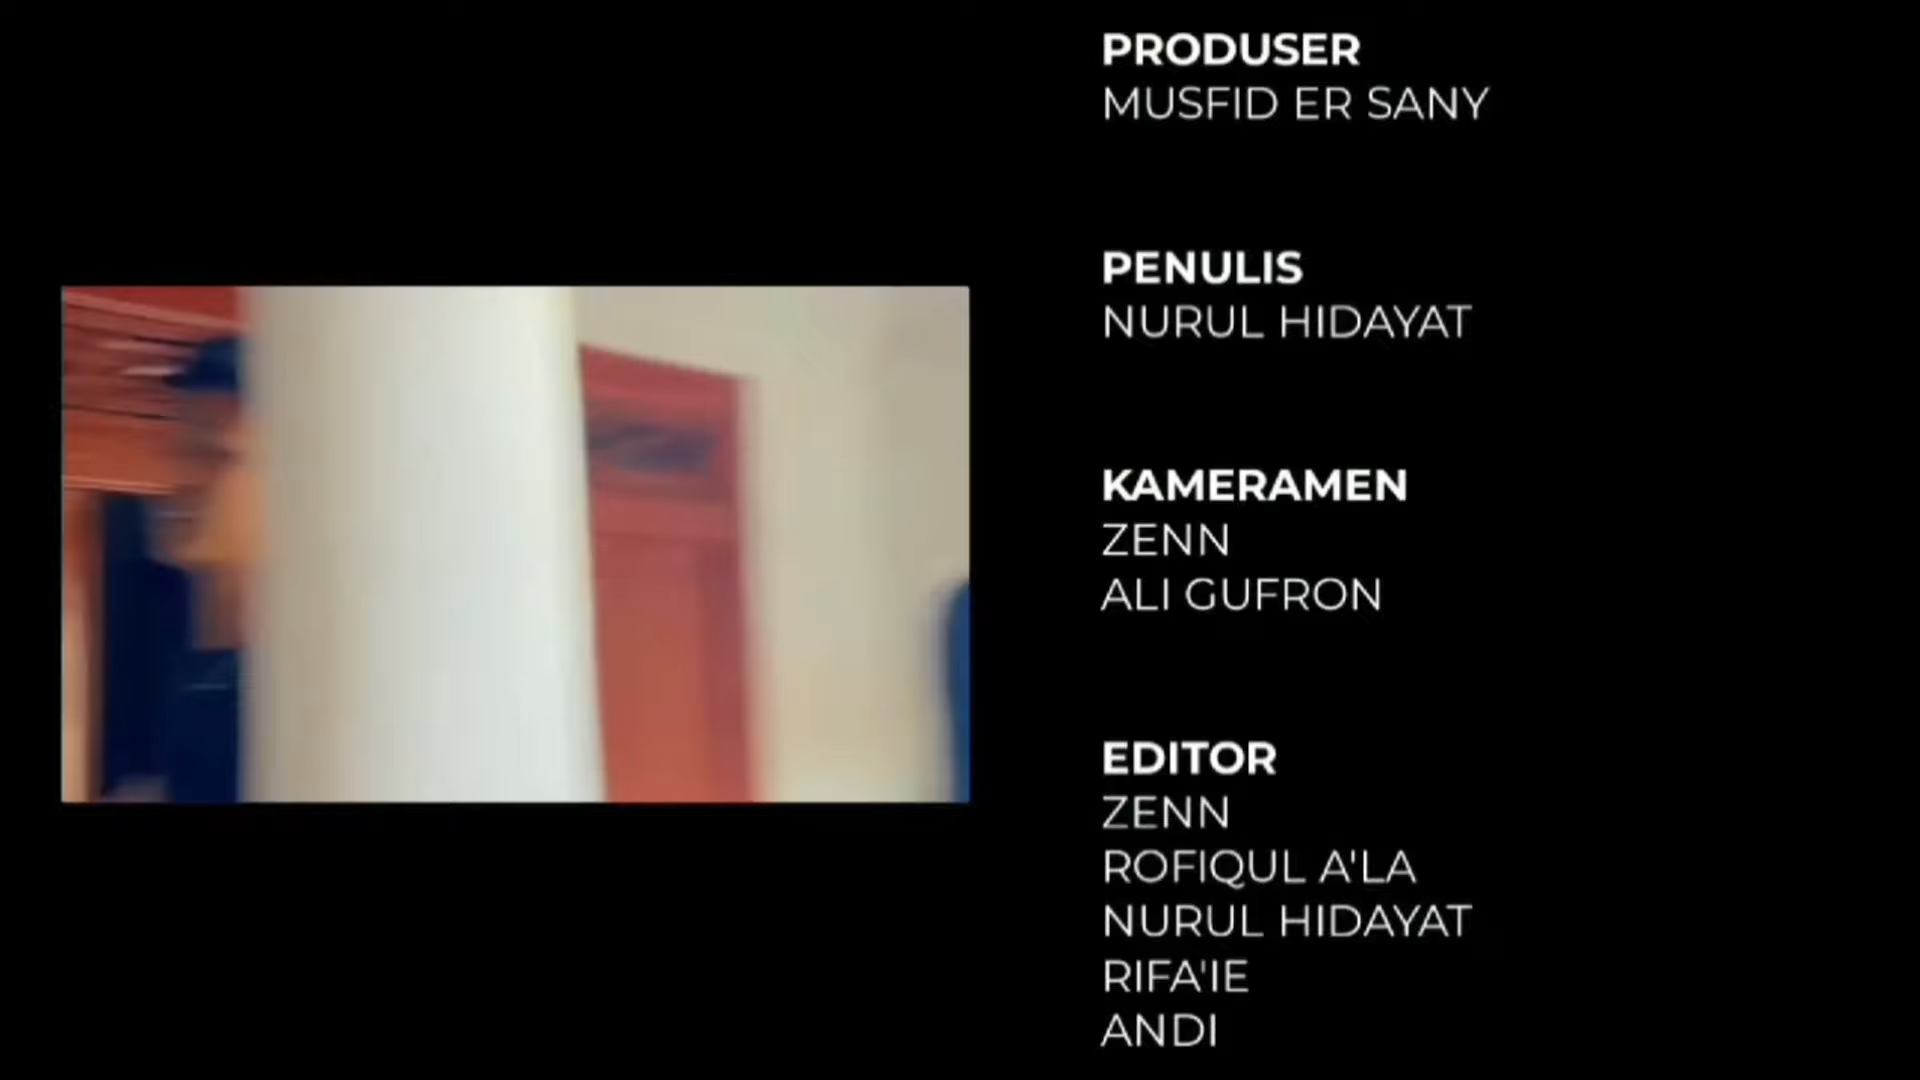 PRODUSER
MUSFID ER SANY
PENULIS
NURUL HIDAYAT
KAMERAMEN
ZENN
ALI GUFRON
EDITOR
ZENN
ROFIQUL A'LA
NURUL HIDAYAT
RIFA'IE
ANDI